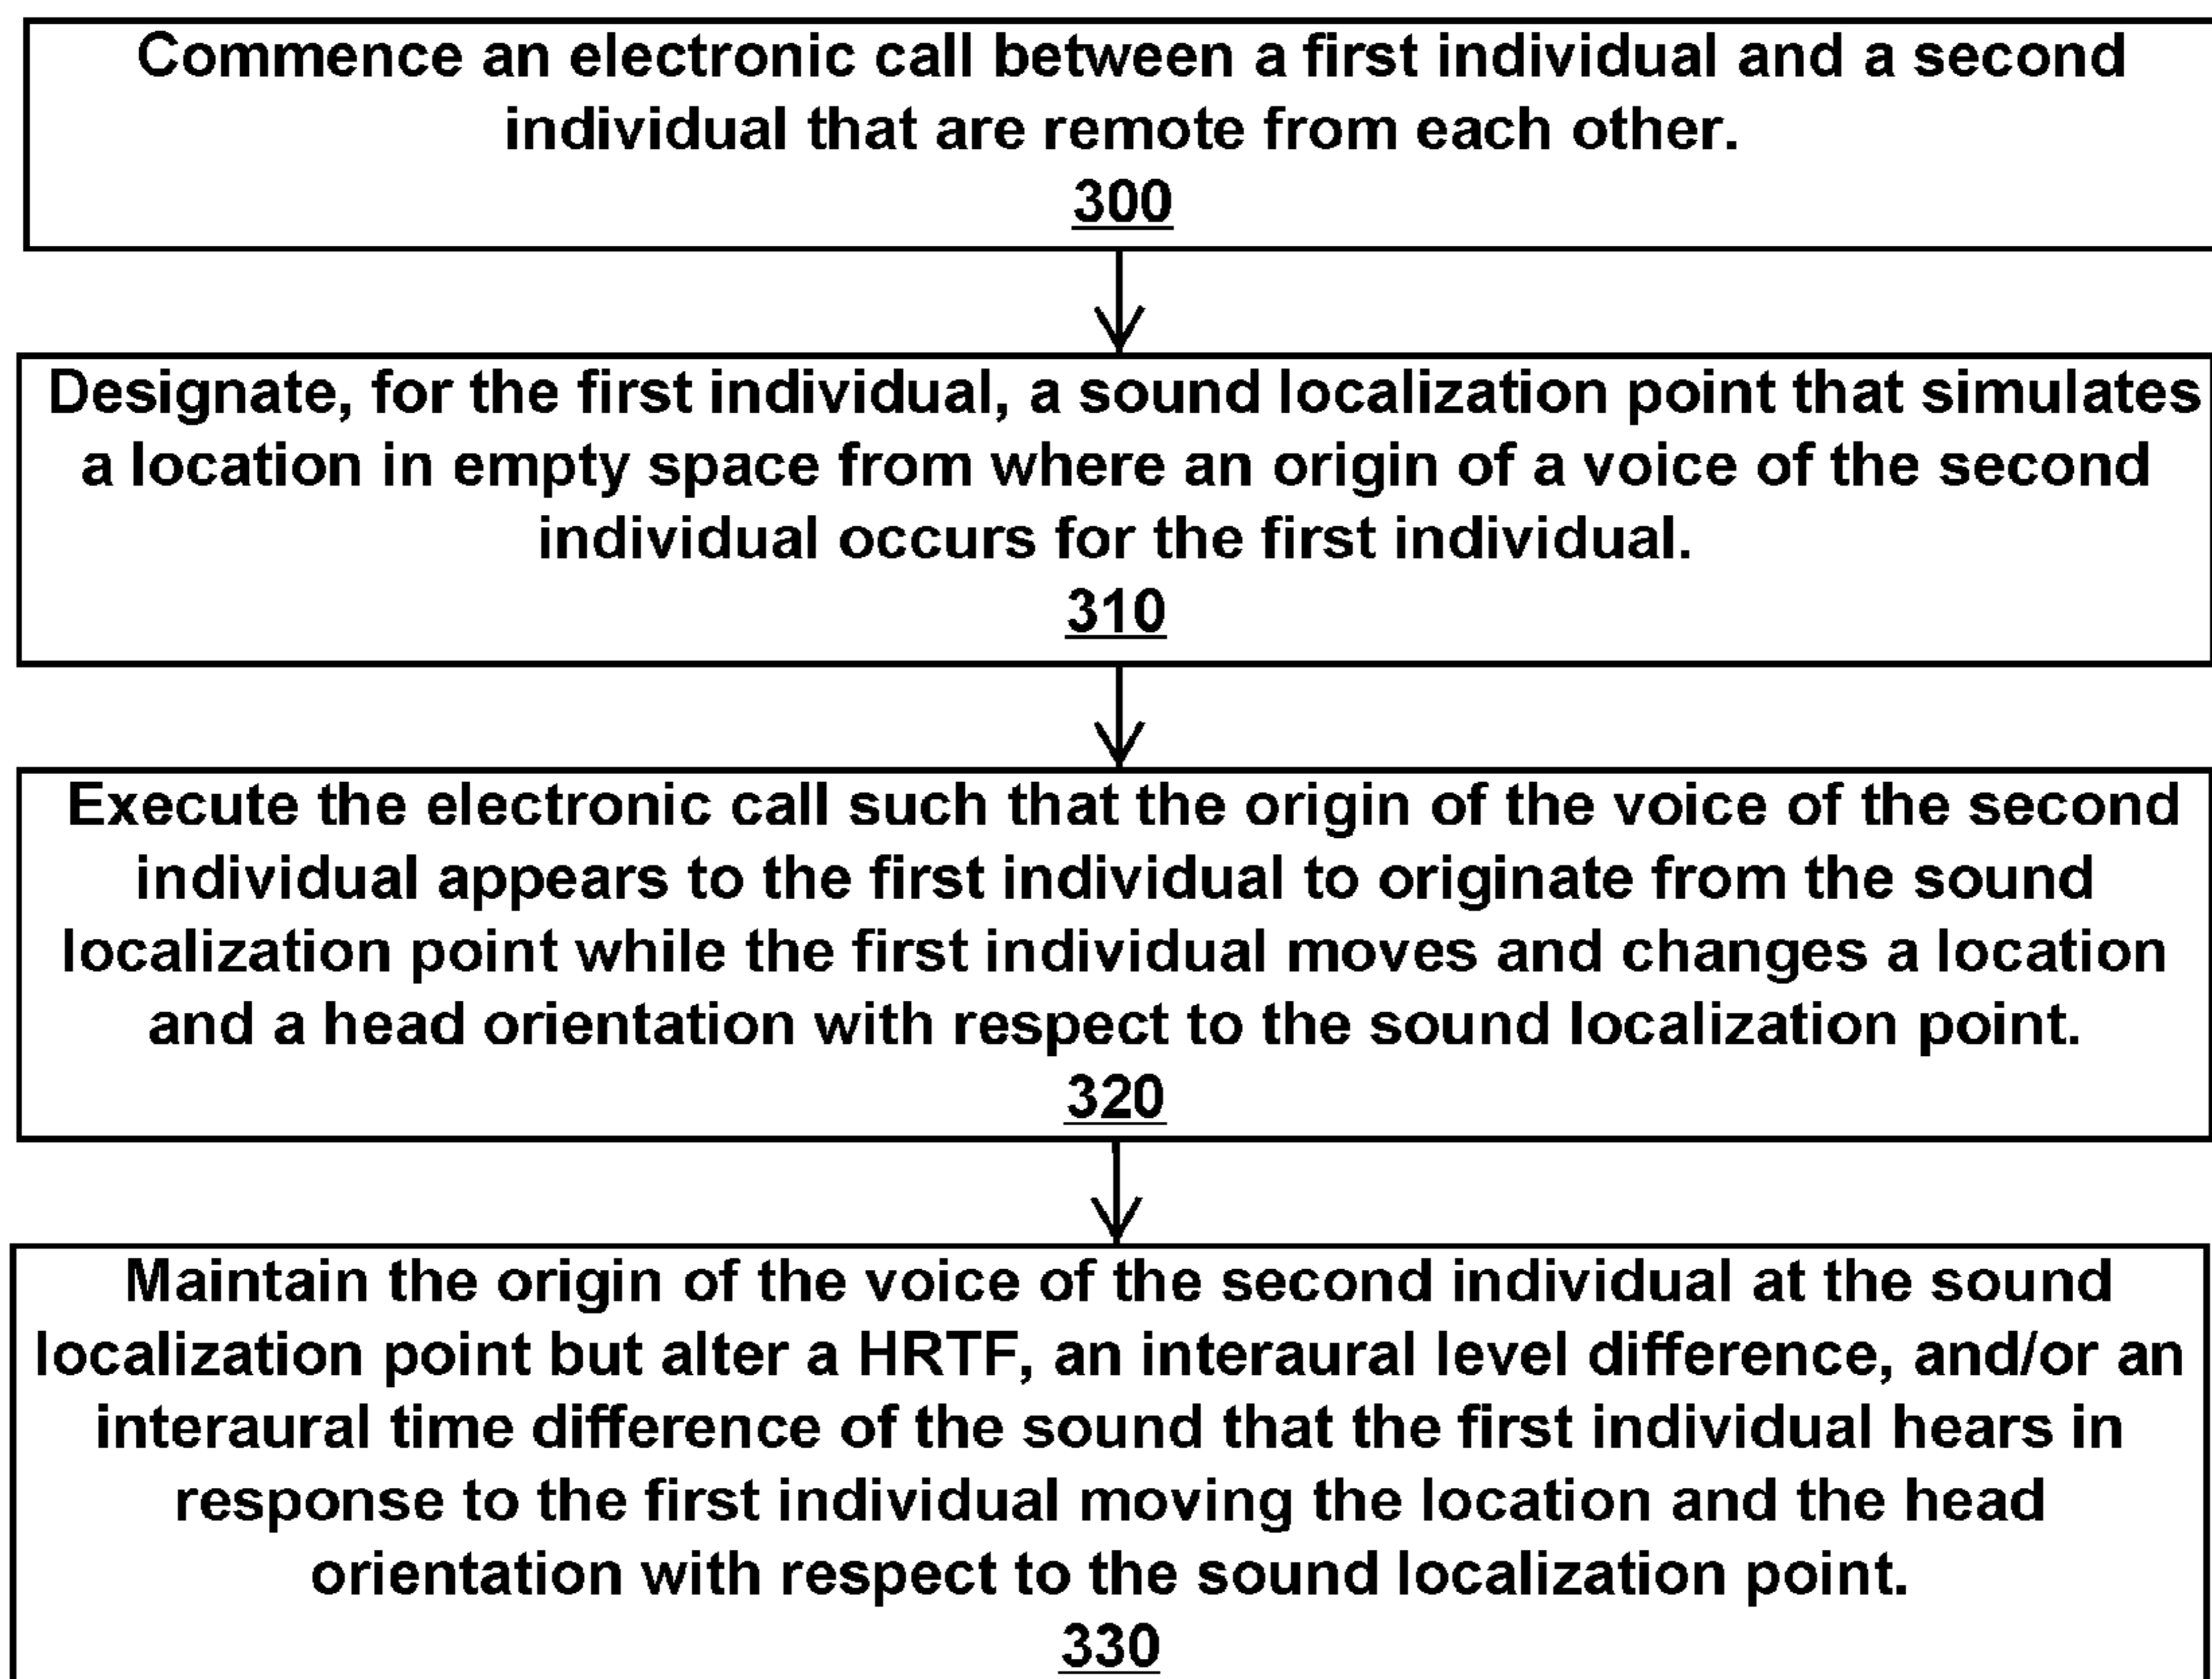 Commence an electronic call between a first individual and a second
individual that are remote from each other.
300
Designate, for the first individual, a sound localization point that simulates
a location in empty space from where an origin of a voice of the second
individual occurs for the first individual.
310
Execute the electronic call such that the origin of the voice of the second
individual appears to the first individual to originate from the sound
localization point while the first individual moves and changes a location
and a head orientation with respect to the sound localization point.
320
Maintain the origin of the voice of the second individual at the sound
localization point but alter a HRTF, an interaural level difference, and/or an
interaural time difference of the sound that the first individual hears in
response to the first individual moving the location and the head
orientation with respect to the sound localization point.
330